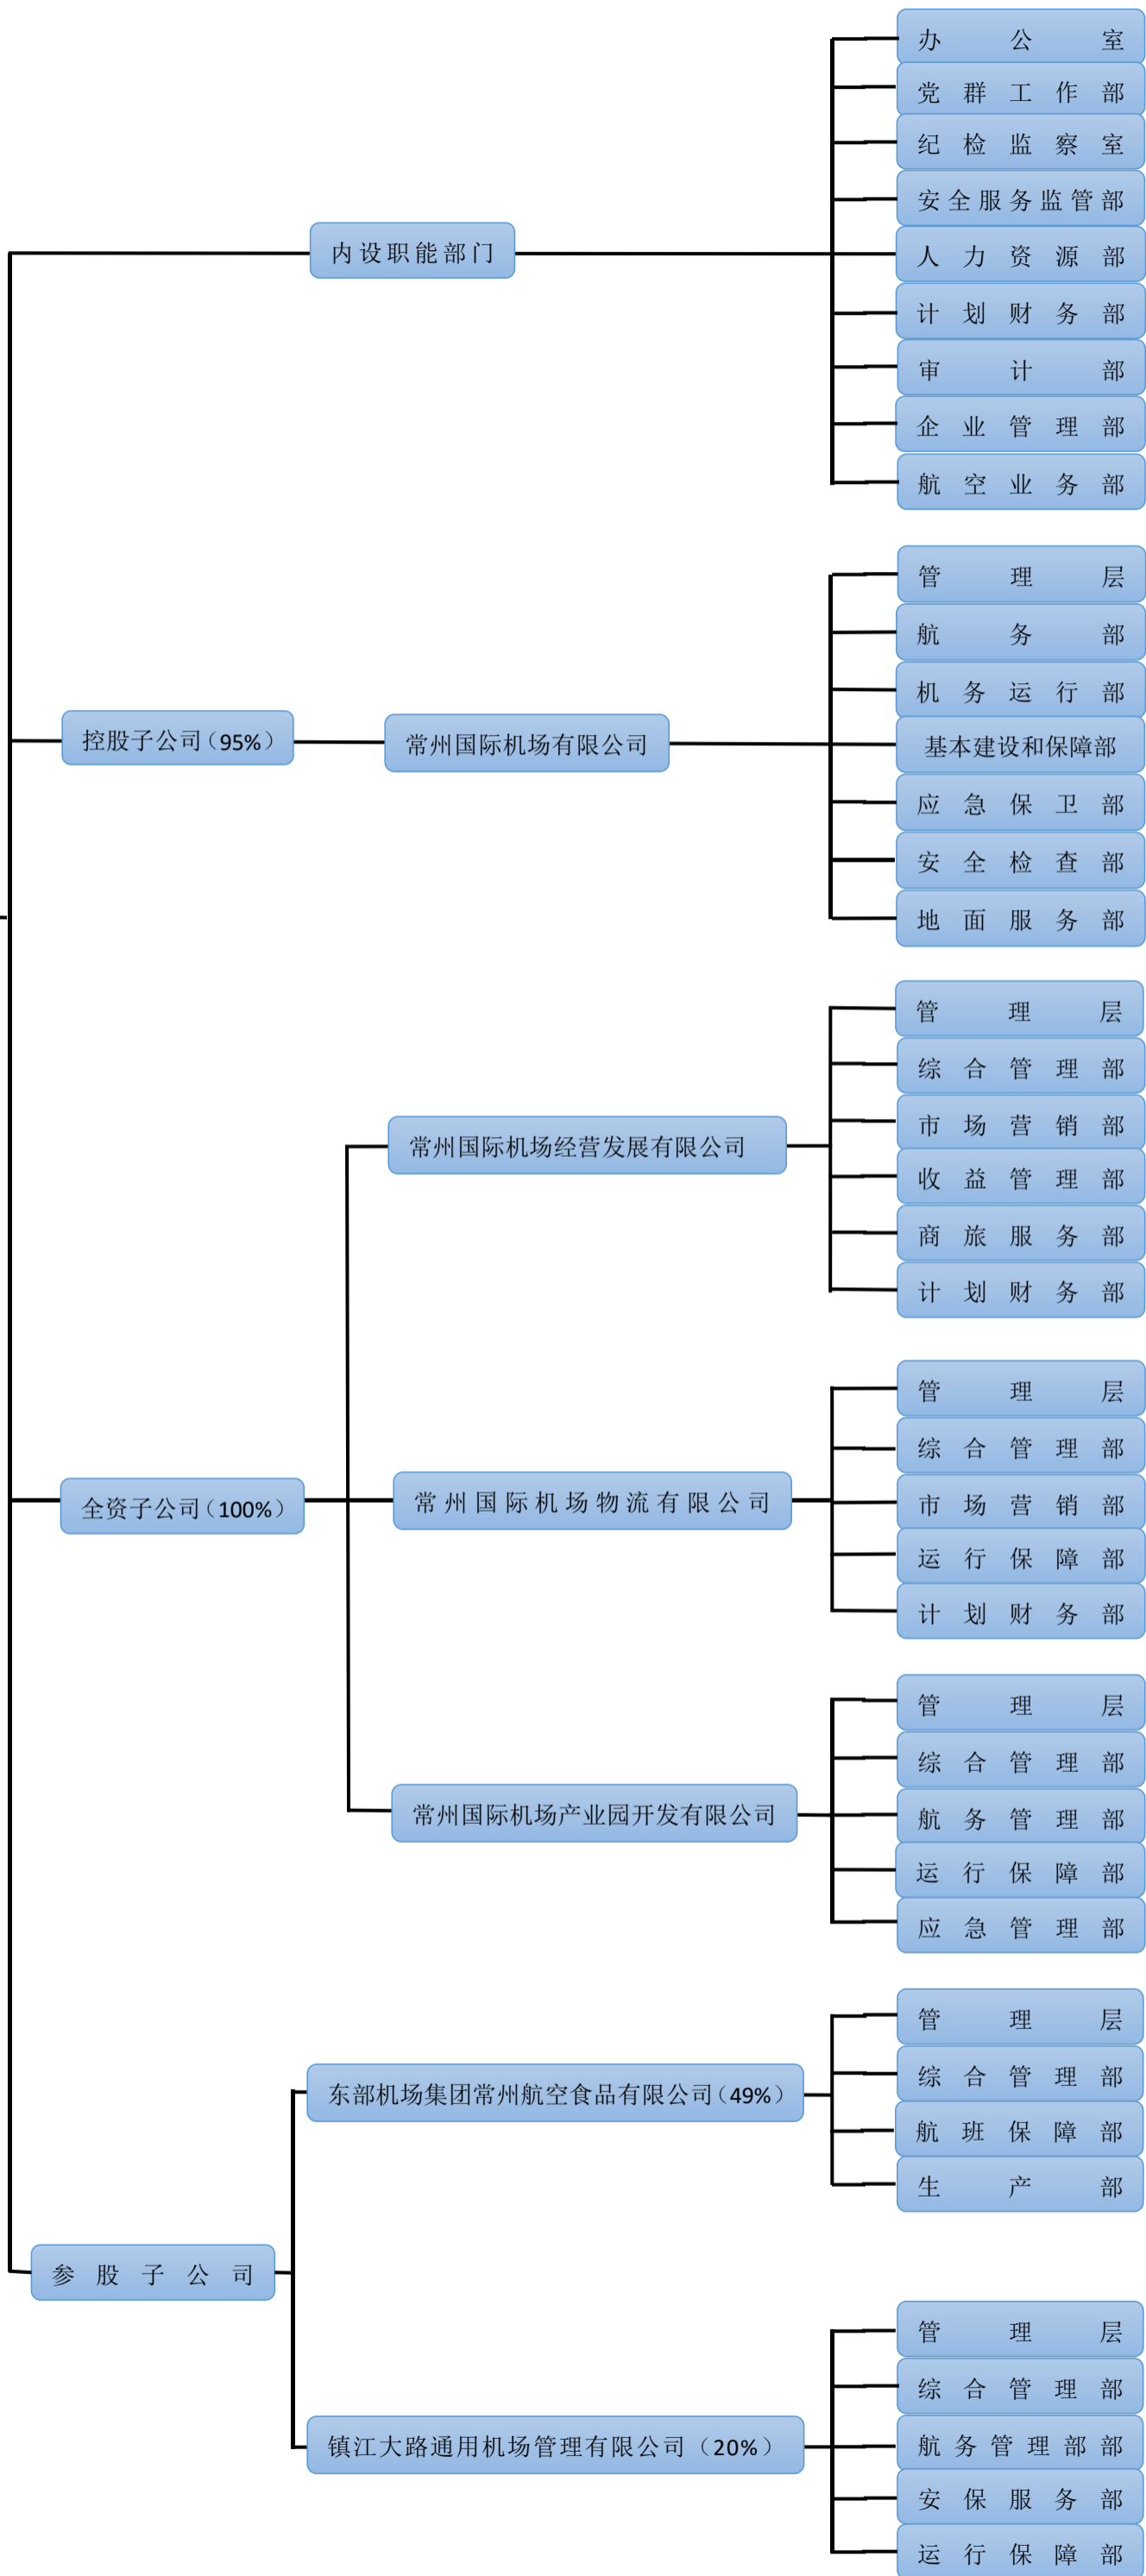 内设职能部门
办公室
党群工作部
纪检监察室
安全服务监管部
人力资源部
计划财务部
审计部
企业管理部
航空业务部
控股子公司（95%）
常州国际机场有限公司
管理层
航务部
机务运行部
基本建设和保障部
应急保卫部
安全检查部
地面服务部
全资子公司（100%）
常州国际机场经营发展有限公司
管理层
综合管理部
市场营销部
收益管理部
商旅服务部
计划财务部
常州国际机场物流有限公司
管理层
综合管理部
市场营销部
运行保障部
计划财务部
常州国际机场产业园开发有限公司
管理层
综合管理部
航务管理部
运行保障部
应急管理部
参股子公司
东部机场集团常州航空食品有限公司（49%）
管理层
综合管理部
航班保障部
生产部
镇江大路通用机场管理有限公司（20%）
管理层
综合管理部
航务管理部部
安保服务部
运行保障部